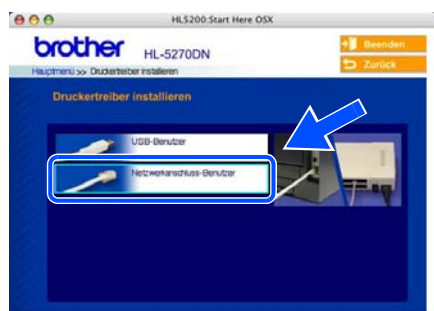 HL5200:Start Here OSX
brother HL-5270DN
Beenden
Zurück
Hauptmenü >> Druckertreiber installieren
Druckertreiber installieren
USB-Benutzer
Netzwerkanschluss-Benutzer